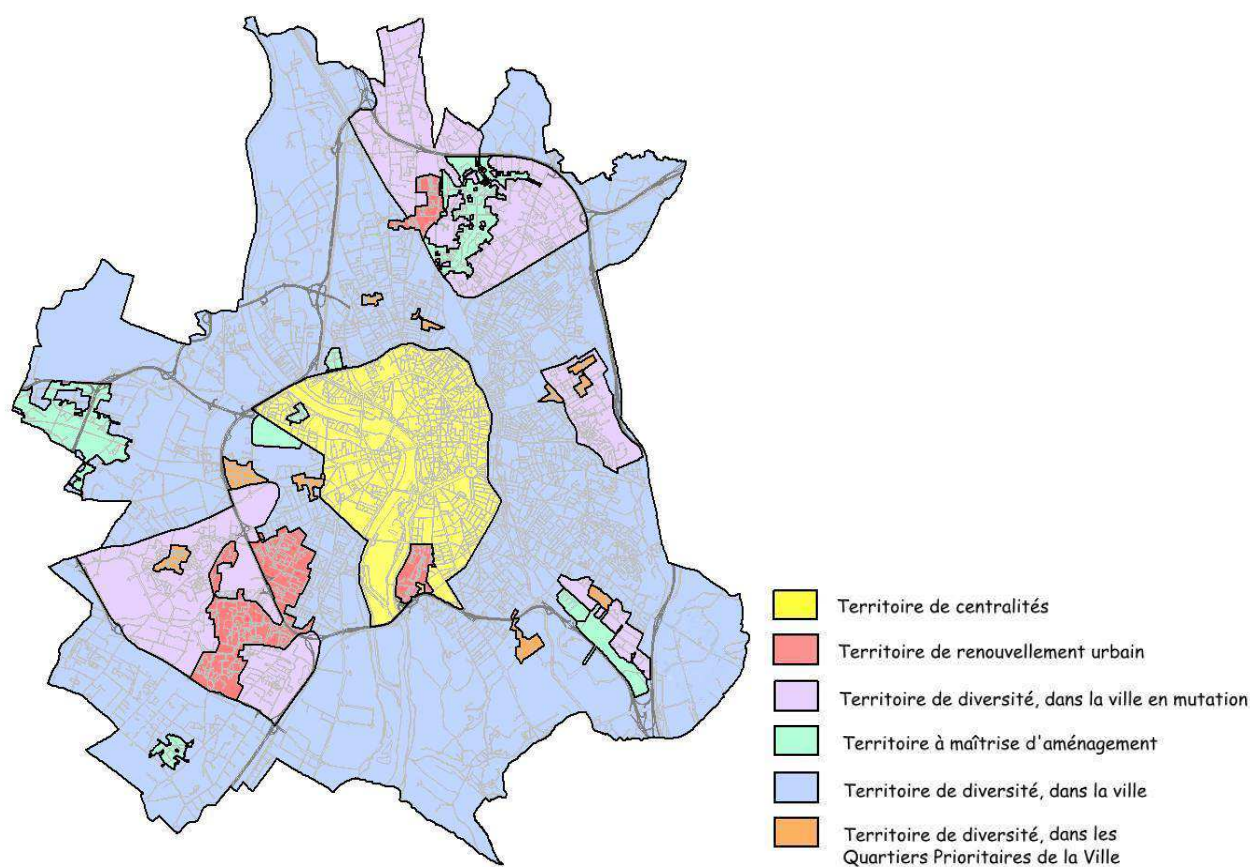 Territoire de centralités
Territoire de renouvellement urbain
Territoire de diversité, dans la ville en mutation
Territoire à maîtrise d'aménagement
Territoire de diversité, dans la ville
Territoire de diversité, dans les
Quartiers Prioritaires de la Ville